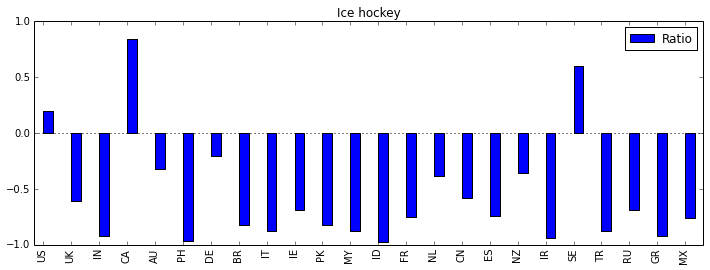 Ice hockey
Ratio
1.0
0.5
0.0
−0.5
−1.0
US UK IN CA AU PH DE BR IT IE PK MY ID FR NL CN ES NZ IR SE TR RU GR MX